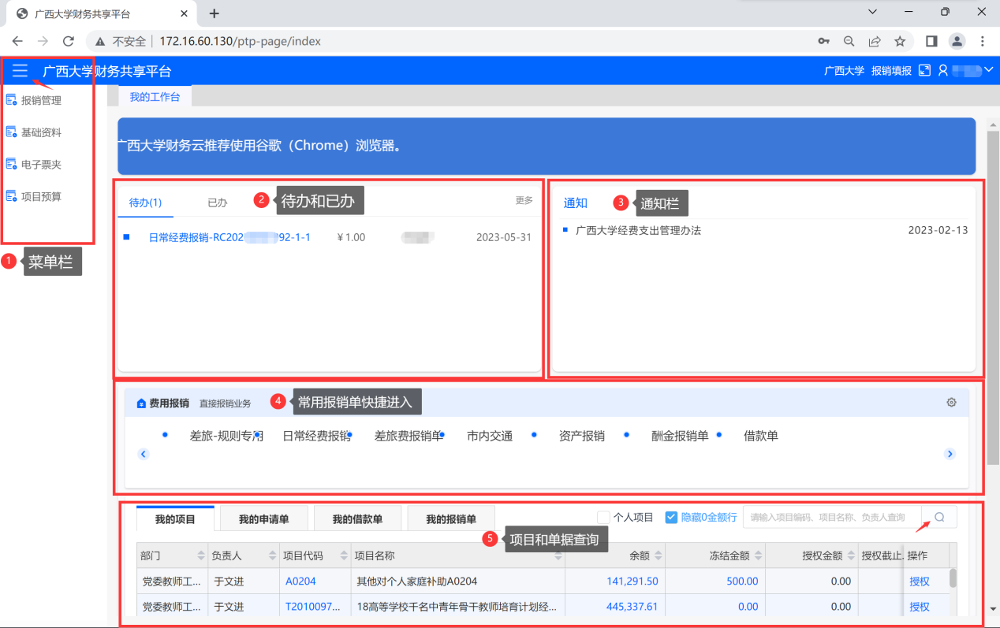 广西大学财务共享平台
不安全 172.16.60.130/ptp-page/index
广西大学财务共享平台 广西大学 报销填报
报销管理
基础资料
电子票夹
项目预算
1 菜单栏
我的工作台
广西大学财务云推荐使用谷歌（Chrome）浏览器。
待办(1) 已办 2 待办和已办 更多
日常经费报销-RC202 92-1-1 ¥1.00 2023-05-31
通知 3 通知栏
广西大学经费支出管理办法 2023-02-13
费用报销 直接报销业务 4 常用报销单快捷进入
差旅-规则专用 日常经费报销 差旅费报销单 市内交通 资产报销 酬金报销单 借款单
我的项目 我的申请单 我的借款单 我的报销单 个人项目 隐藏0金额行 请输入项目编码、项目名称、负责人查询
5 项目和单据查询
部门 负责人 项目代码 项目名称 余额 冻结金额 授权金额 授权截止 操作
党委教师工... 于文进 A0204 其他对个人家庭补助A0204 141,291.50 500.00 0.00 授权
党委教师工... 于文进 T2010097... 18高等学校千名中青年骨干教师培育计划经... 445,337.61 0.00 0.00 授权